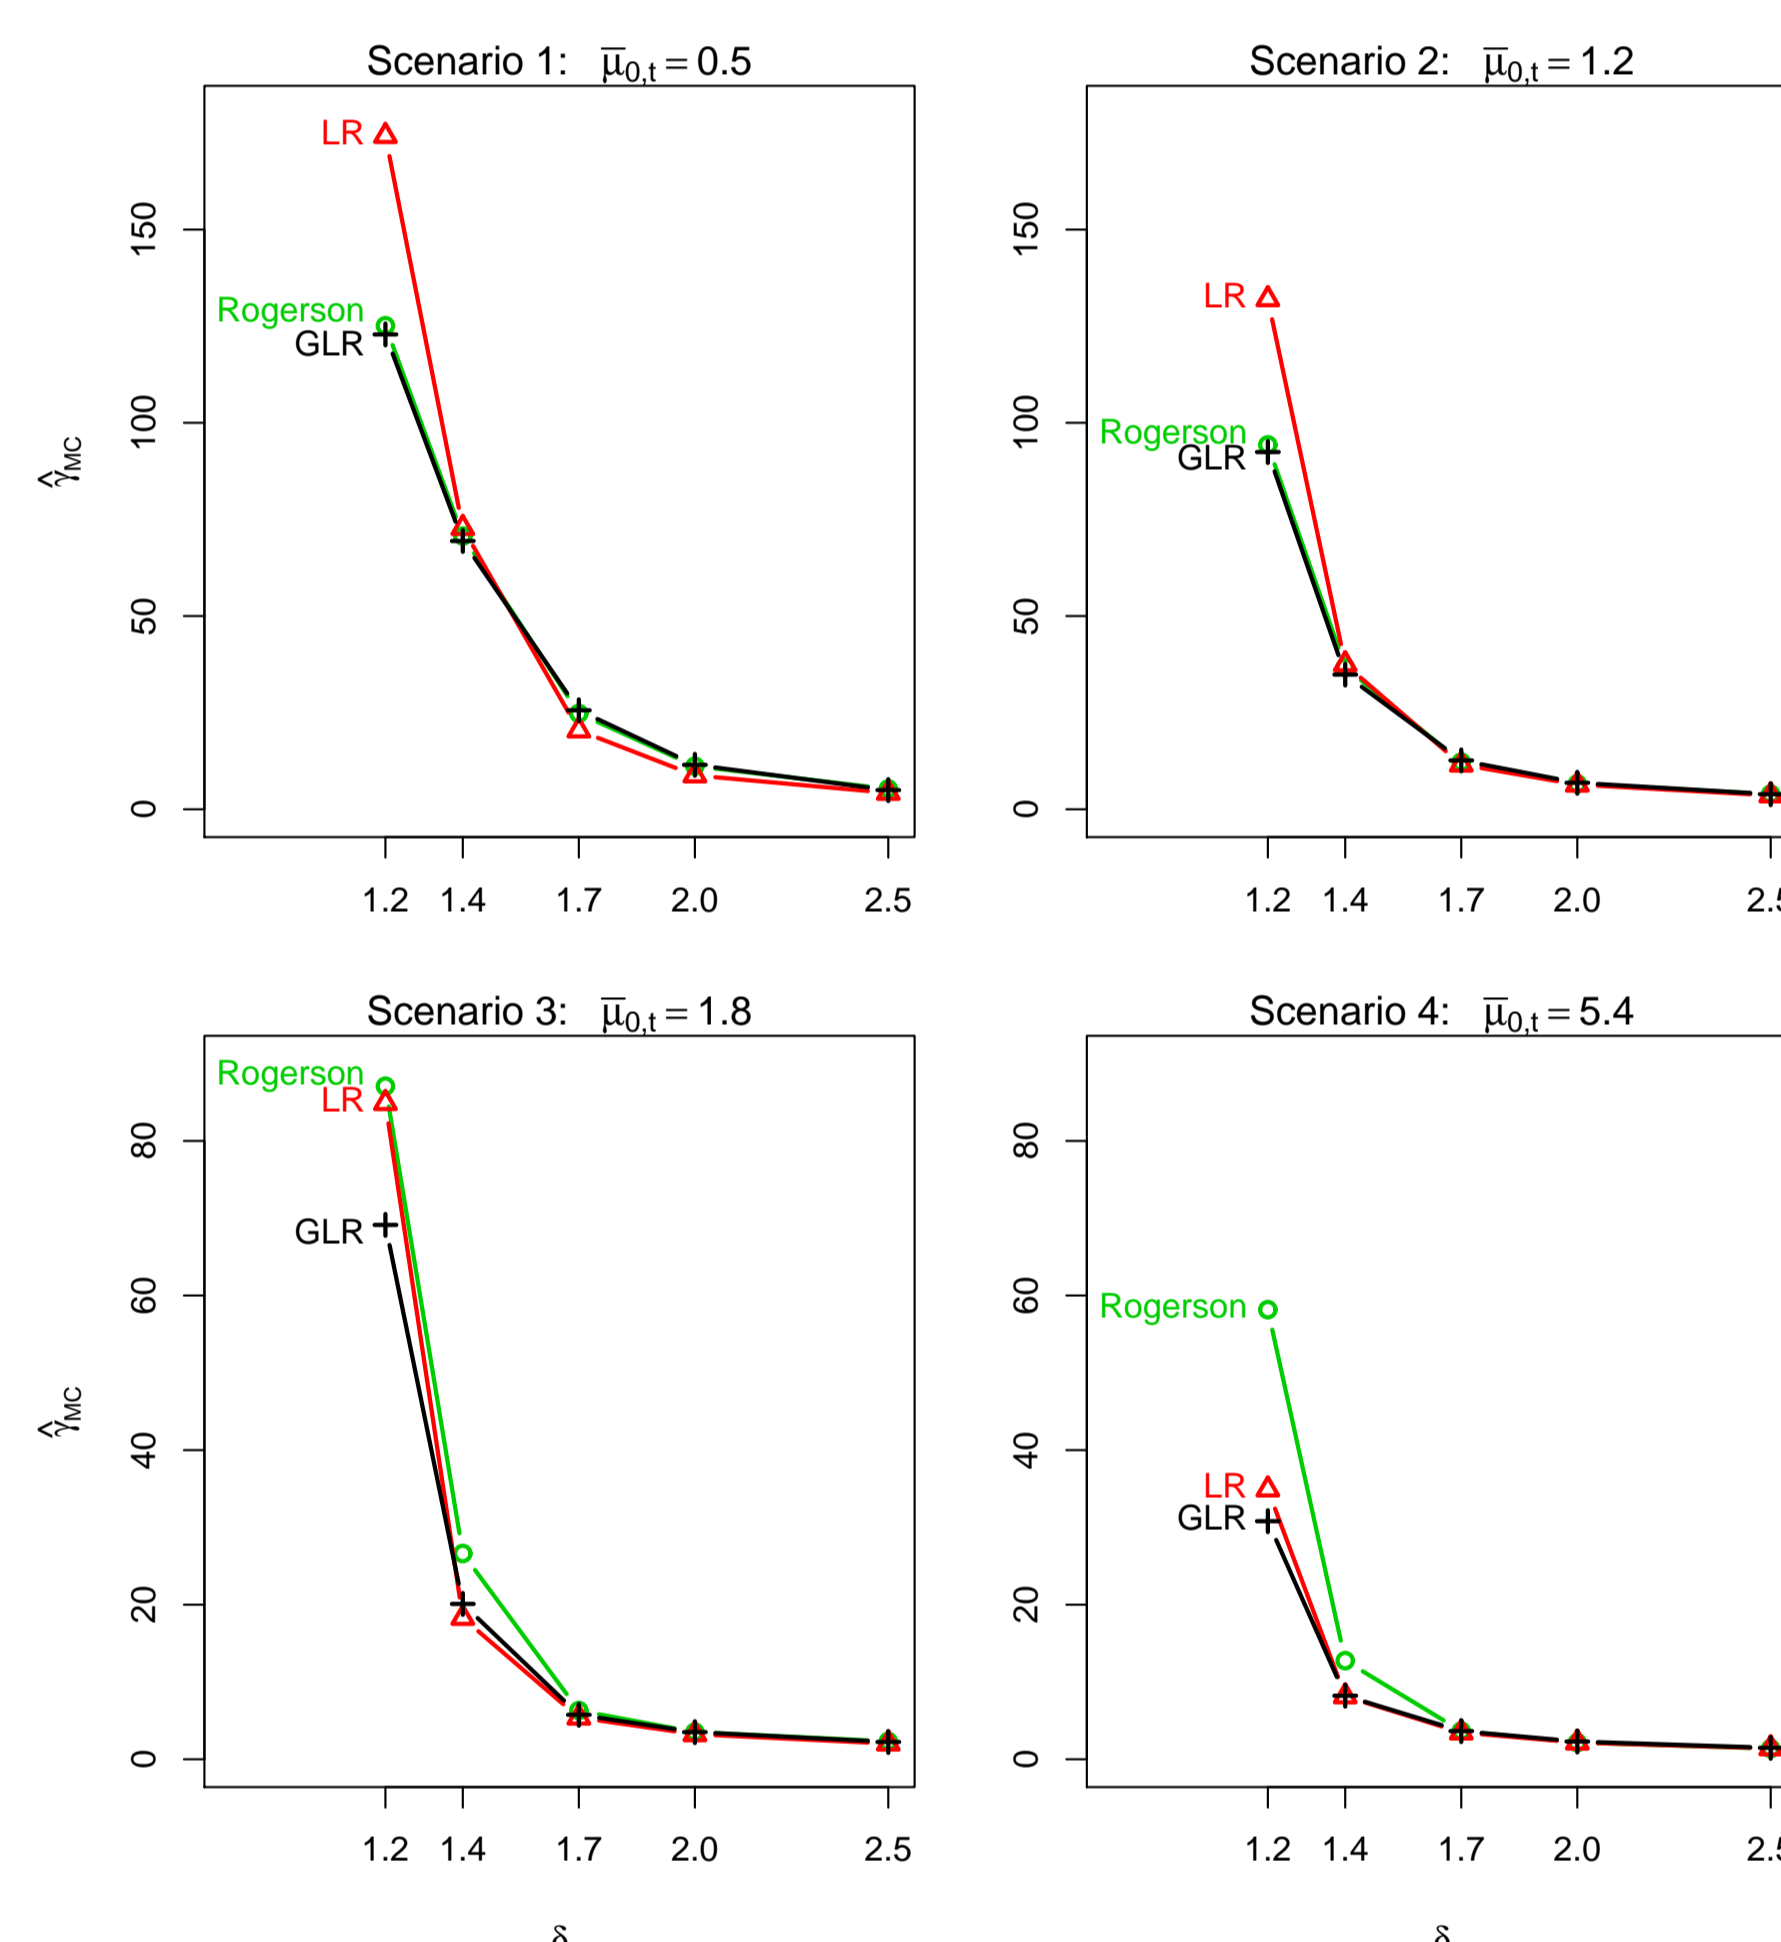 Scenario 1: μ̅0,t = 0.5
LR
Rogerson
GLR
150
100
50
0
γ̂MC
1.2 1.4 1.7 2.0 2.5
Scenario 2: μ̅0,t = 1.2
LR
Rogerson
GLR
150
100
50
0
1.2 1.4 1.7 2.0 2.5
Scenario 3: μ̅0,t = 1.8
Rogerson
LR
GLR
80
60
40
20
0
γ̂MC
1.2 1.4 1.7 2.0 2.5
δ
Scenario 4: μ̅0,t = 5.4
Rogerson
LR
GLR
80
60
40
20
0
1.2 1.4 1.7 2.0 2.5
δ